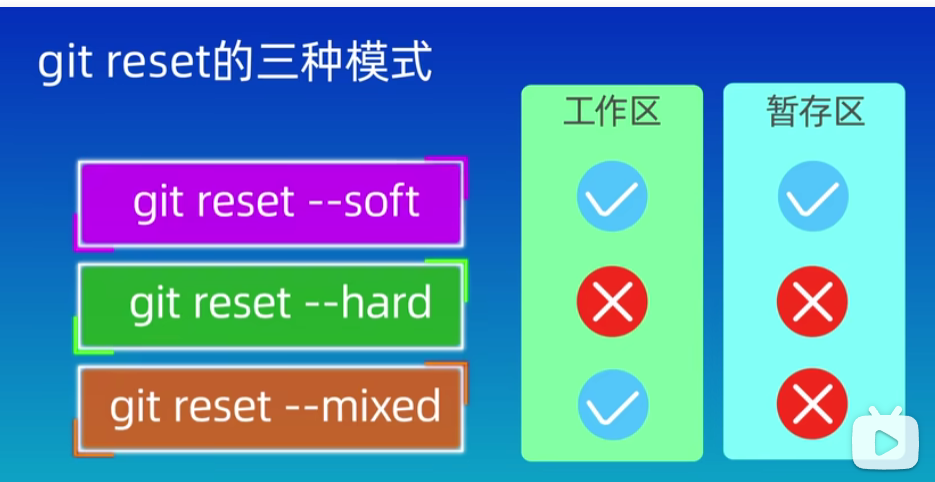 git reset的三种模式
工作区
暂存区
git reset --soft
git reset --hard
git reset --mixed